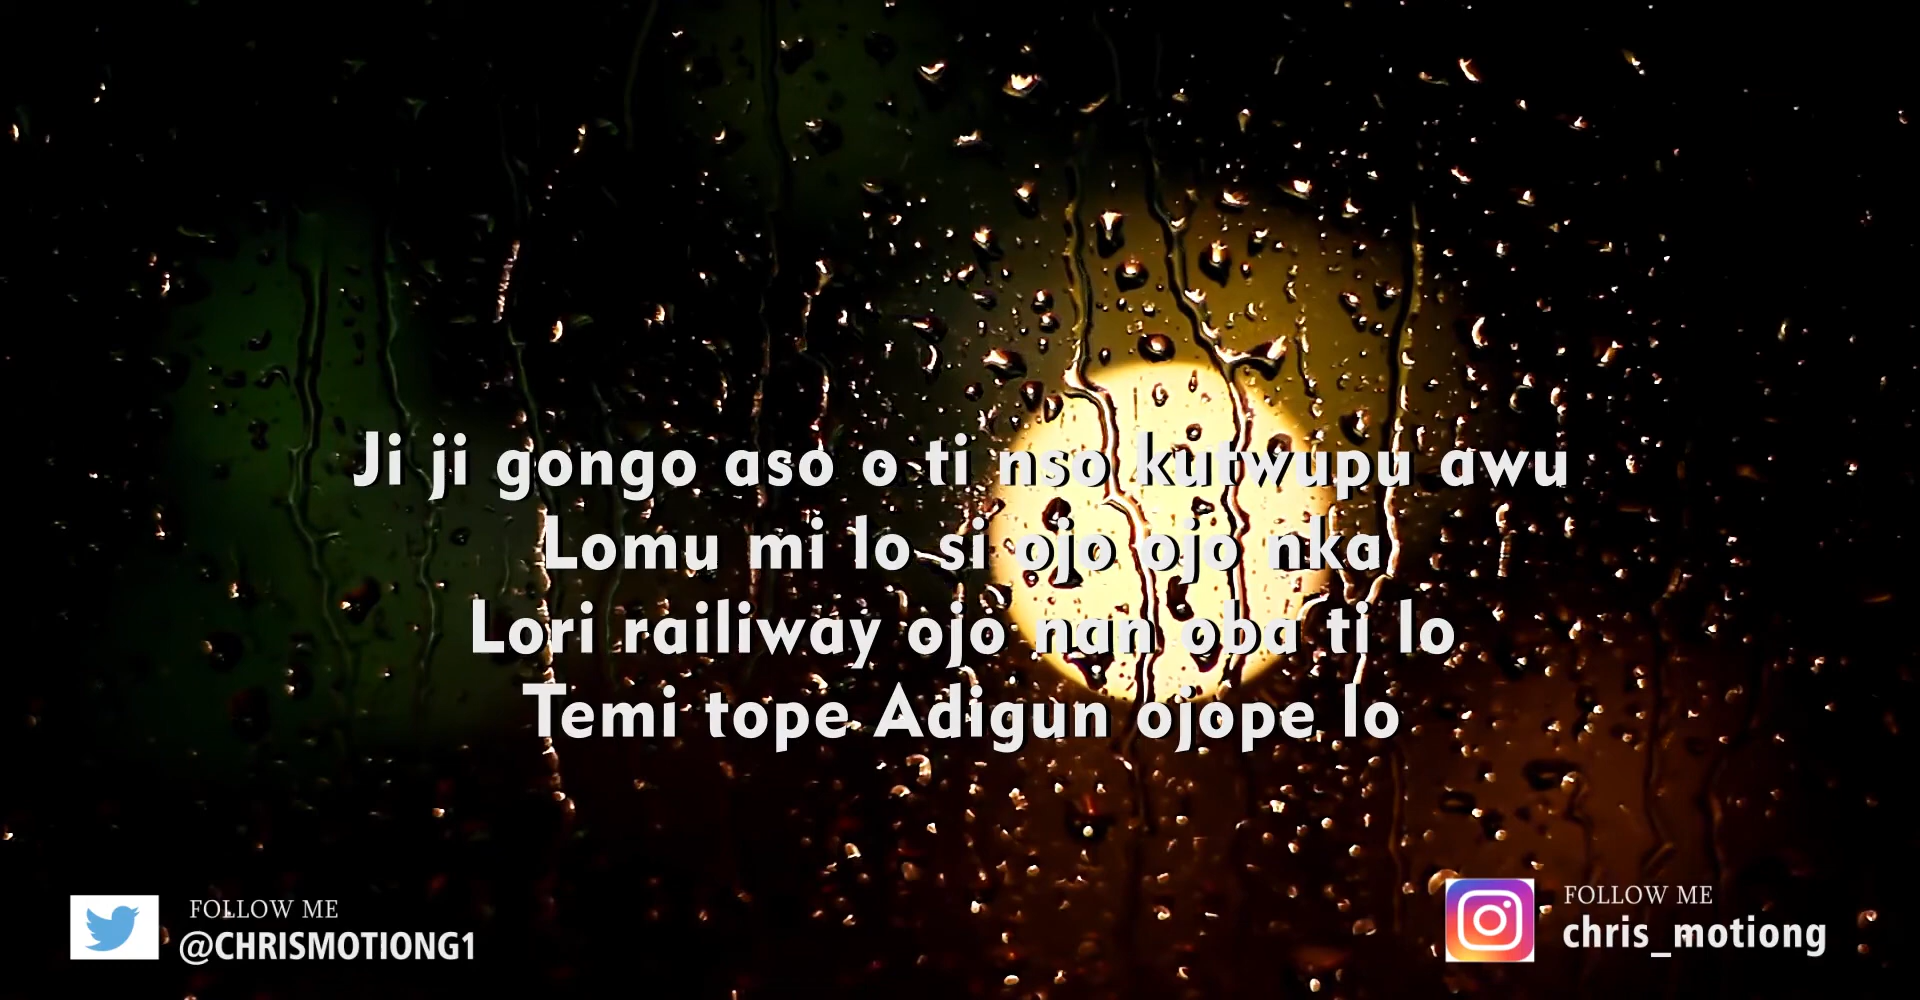 Ji ji gongo aso o ti nso kutwupu awu
Lomu mi lo si ojo ojo nka
Lori railiway ojo nan oba ti lo
Temi tope Adigun ojope lo
FOLLOW ME
@CHRISMOTIONG1
FOLLOW ME
chris_motiong